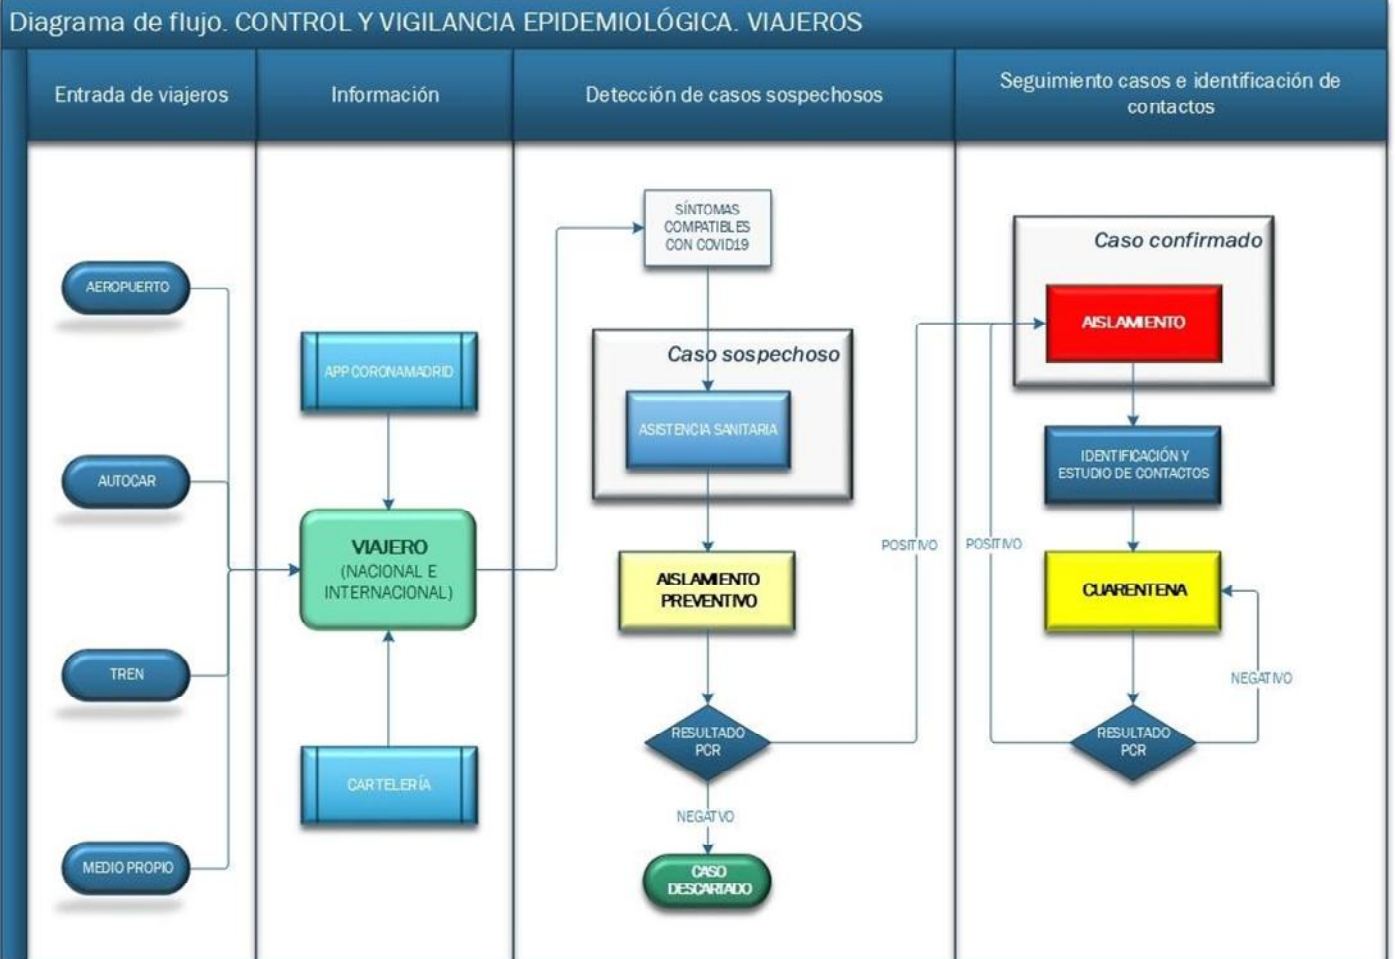 Diagrama de flujo. CONTROL Y VIGILANCIA EPIDEMIOLÓGICA. VIAJEROS
Entrada de viajeros
Información
Detección de casos sospechosos
Seguimiento casos e identificación de
contactos
AEROPUERTO
AUTOCAR
TREN
MEDIO PROPIO
APP CORONAMADRID
VIAJERO
(NACIONAL E
INTERNACIONAL)
CARTELERÍA
SÍNTOMAS
COMPATIBLES
CON COVID19
Caso sospechoso
ASISTENCIA SANITARIA
AISLAMIENTO
PREVENTIVO
RESULTADO
PCR
NEGATVO
CASO
DESCARTADO
POSITIVO
POSITIVO
Caso confirmado
AISLAMIENTO
IDENTIFICACIÓN Y
ESTUDIO DE CONTACTOS
CUARENTENA
NEGATIVO
RESULTADO
PCR